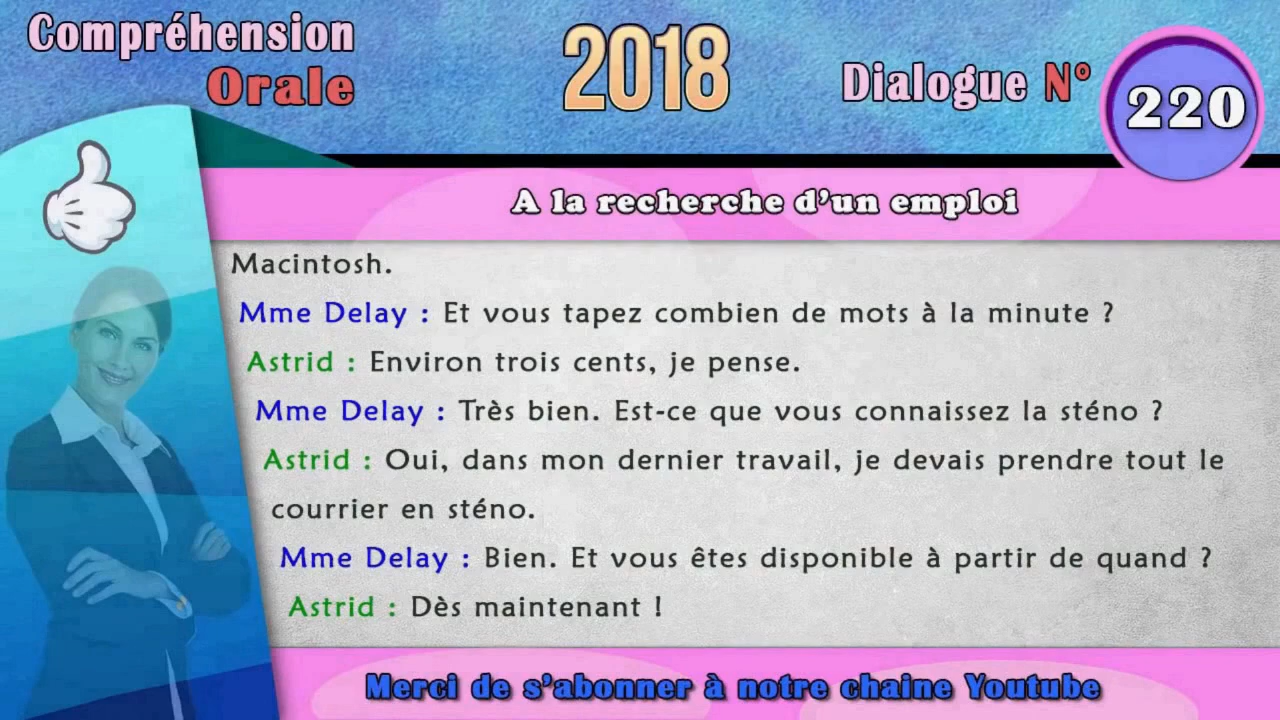 Compréhension
Orale
2018
Dialogue N°
220
A la recherche d'un emploi
Macintosh.
Mme Delay : Et vous tapez combien de mots à la minute ?
Astrid : Environ trois cents, je pense.
Mme Delay : Très bien. Est-ce que vous connaissez la sténo ?
Astrid : Oui, dans mon dernier travail, je devais prendre tout le
courrier en sténo.
Mme Delay : Bien. Et vous êtes disponible à partir de quand ?
Astrid : Dès maintenant !
Merci de s'abonner à notre chaine Youtube